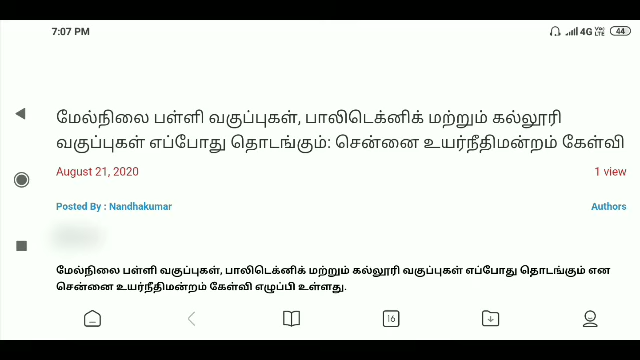 7:07 PM
4G Vo) LTE 44
மேல்நிலை பள்ளி வகுப்புகள், பாலிடெக்னிக் மற்றும் கல்லூரி
வகுப்புகள் எப்போது தொடங்கும்: சென்னை உயர்நீதிமன்றம் கேள்வி
August 21, 2020 1 view
Posted By : Nandhakumar Authors
மேல்நிலை பள்ளி வகுப்புகள், பாலிடெக்னிக் மற்றும் கல்லூரி வகுப்புகள் எப்போது தொடங்கும் என
சென்னை உயர்நீதிமன்றம் கேள்வி எழுப்பி உள்ளது.
16